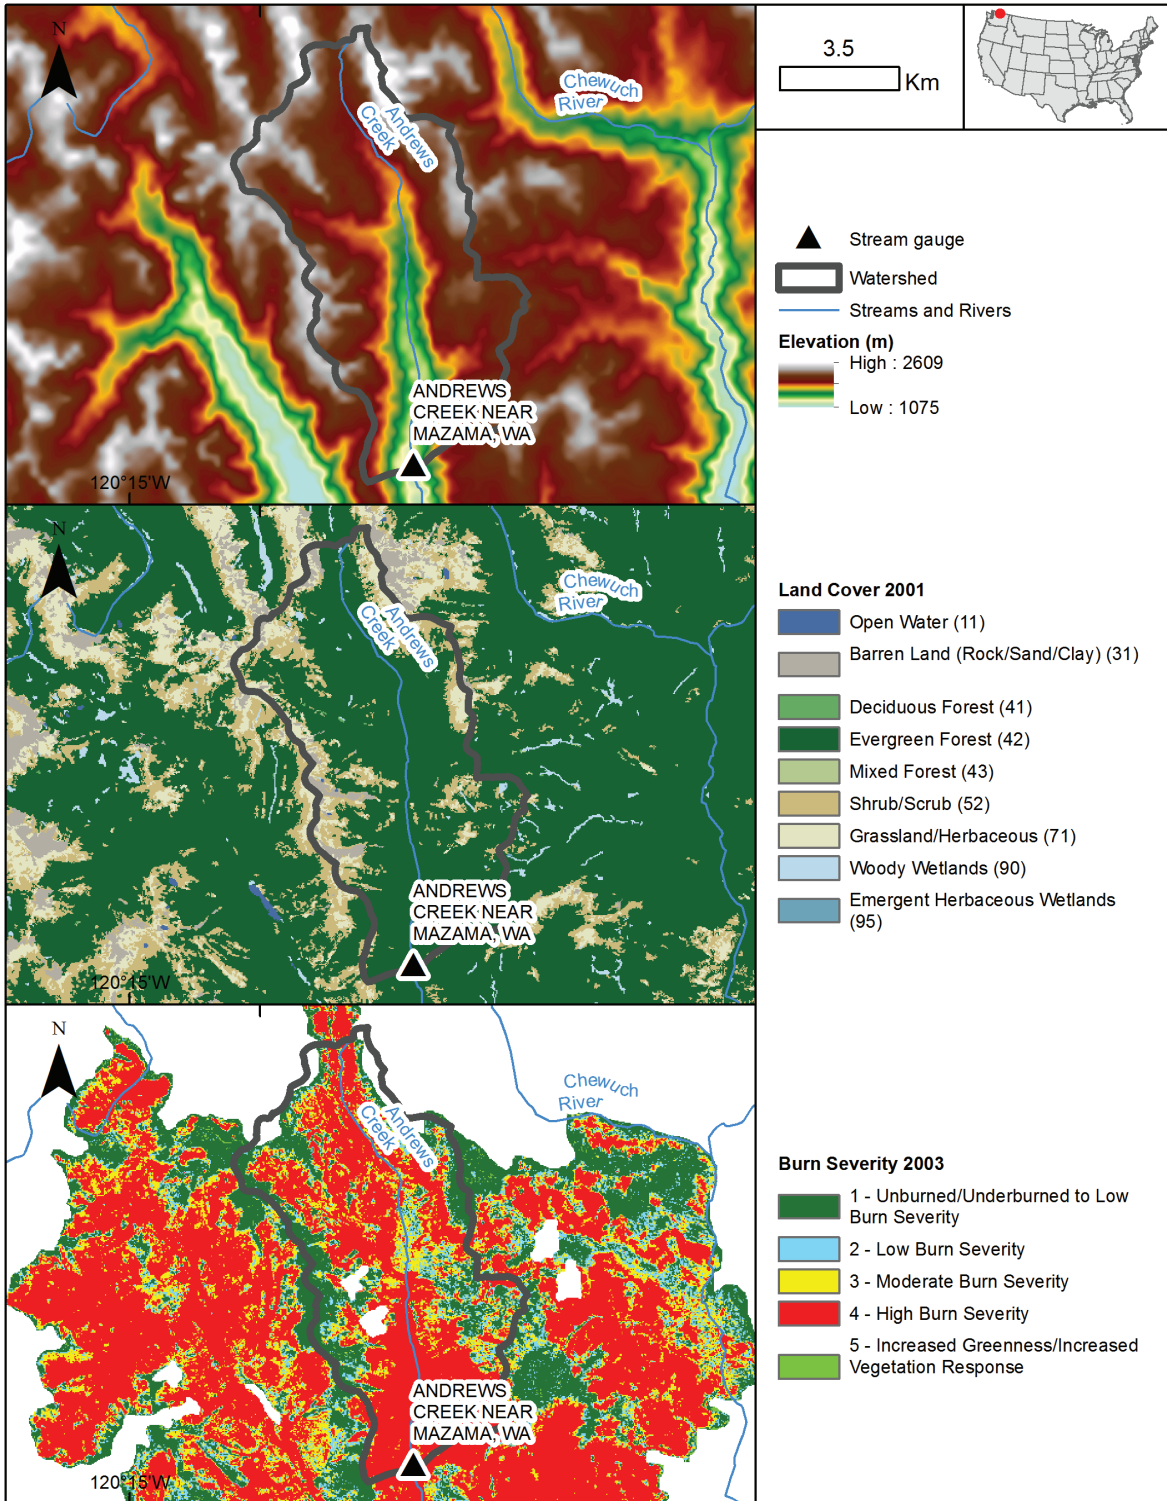 N
Chewuch
River
Andrews
Creek
ANDREWS
CREEK NEAR
MAZAMA, WA
120°15'W
3.5
Km
Stream gauge
Watershed
Streams and Rivers
Elevation (m)
High : 2609
Low : 1075
N
Chewuch
River
Andrews
Creek
ANDREWS
CREEK NEAR
MAZAMA, WA
120°15'W
Land Cover 2001
Open Water (11)
Barren Land (Rock/Sand/Clay) (31)
Deciduous Forest (41)
Evergreen Forest (42)
Mixed Forest (43)
Shrub/Scrub (52)
Grassland/Herbaceous (71)
Woody Wetlands (90)
Emergent Herbaceous Wetlands
(95)
N
Chewuch
River
Andrews
Creek
ANDREWS
CREEK NEAR
MAZAMA, WA
120°15'W
Burn Severity 2003
1 - Unburned/Underburned to Low
Burn Severity
2 - Low Burn Severity
3 - Moderate Burn Severity
4 - High Burn Severity
5 - Increased Greenness/Increased
Vegetation Response